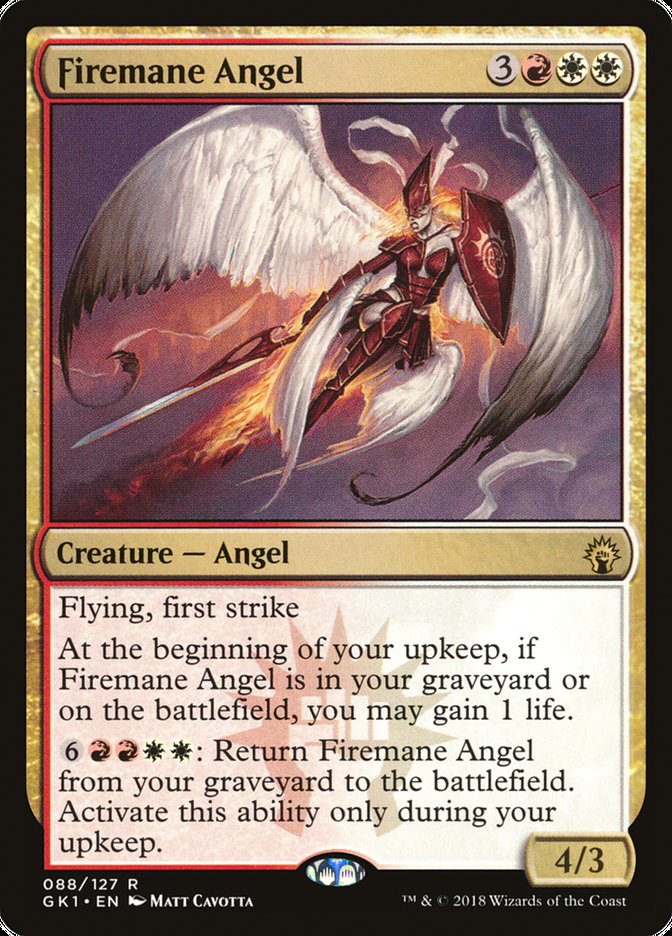 Firemane Angel 3
Creature — Angel
Flying, first strike
At the beginning of your upkeep, if
Firemane Angel is in your graveyard or
on the battlefield, you may gain 1 life.
6: Return Firemane Angel
from your graveyard to the battlefield.
Activate this ability only during your
upkeep.
4/3
088/127 R
GK1 • EN Matt Cavotta
™ & © 2018 Wizards of the Coast